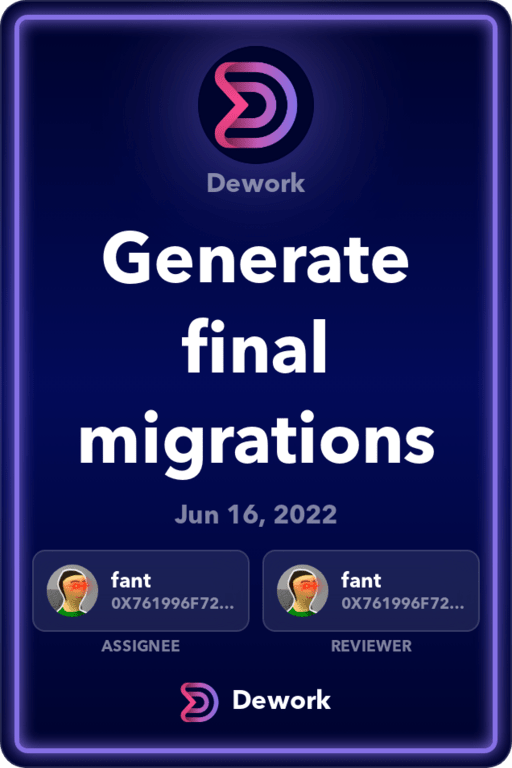 Dework
Generate
final
migrations
Jun 16, 2022
fant
0X761996F72...
ASSIGNEE
fant
0X761996F72...
REVIEWER
Dework